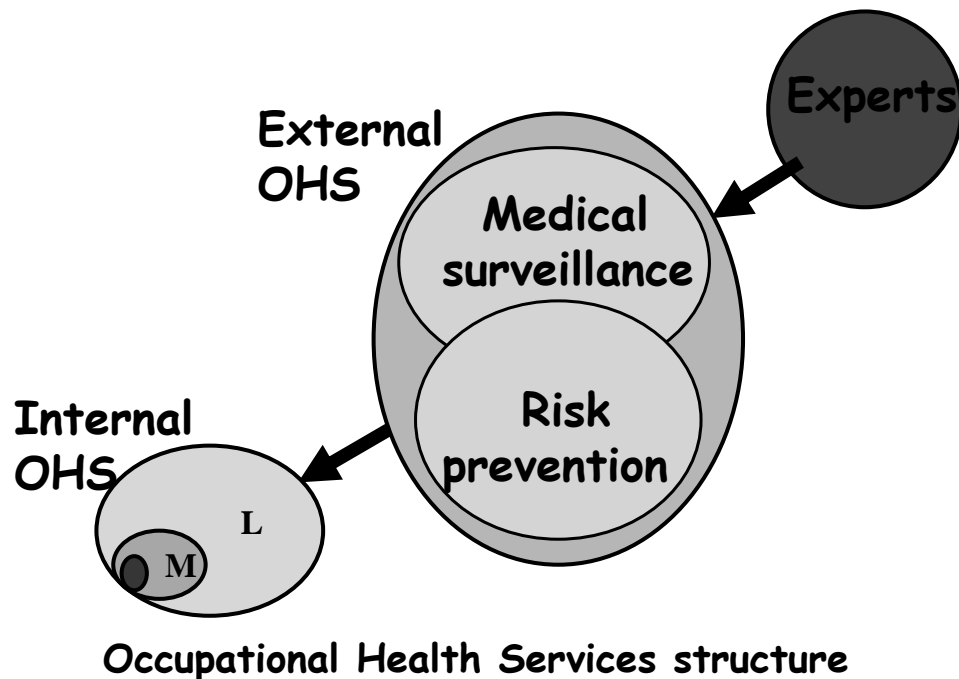 Experts
External
OHS
Medical
surveillance
Risk
prevention
Internal
OHS
L
M
Occupational Health Services structure